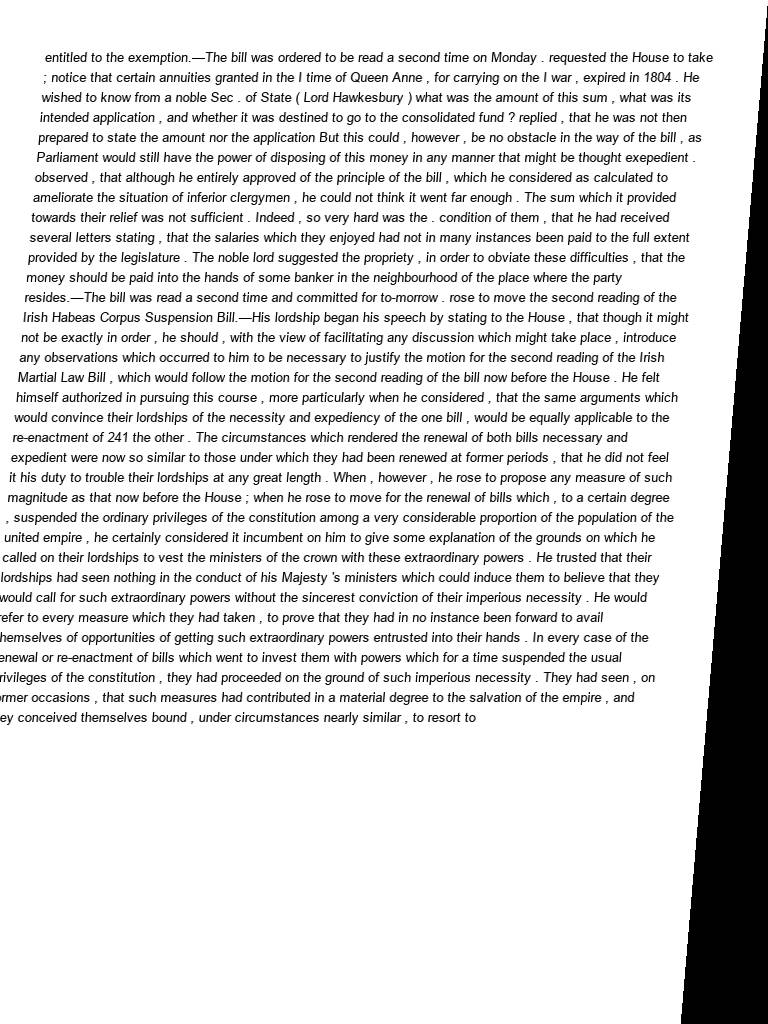 entitled to the exemption.—The bill was ordered to be read a second time on Monday . requested the House to take
; notice that certain annuities granted in the I time of Queen Anne , for carrying on the I war , expired in 1804 . He
wished to know from a noble Sec . of State ( Lord Hawkesbury ) what was the amount of this sum , what was its
intended application , and whether it was destined to go to the consolidated fund ? replied , that he was not then
prepared to state the amount nor the application But this could , however , be no obstacle in the way of the bill , as
Parliament would still have the power of disposing of this money in any manner that might be thought exepedient .
observed , that although he entirely approved of the principle of the bill , which he considered as calculated to
ameliorate the situation of inferior clergymen , he could not think it went far enough . The sum which it provided
towards their relief was not sufficient . Indeed , so very hard was the . condition of them , that he had received
several letters stating , that the salaries which they enjoyed had not in many instances been paid to the full extent
provided by the legislature . The noble lord suggested the propriety , in order to obviate these difficulties , that the
money should be paid into the hands of some banker in the neighbourhood of the place where the party
resides.—The bill was read a second time and committed for to-morrow . rose to move the second reading of the
Irish Habeas Corpus Suspension Bill.—His lordship began his speech by stating to the House , that though it might
not be exactly in order , he should , with the view of facilitating any discussion which might take place , introduce
any observations which occurred to him to be necessary to justify the motion for the second reading of the Irish
Martial Law Bill , which would follow the motion for the second reading of the bill now before the House . He felt
himself authorized in pursuing this course , more particularly when he considered , that the same arguments which
would convince their lordships of the necessity and expediency of the one bill , would be equally applicable to the
re-enactment of 241 the other . The circumstances which rendered the renewal of both bills necessary and
expedient were now so similar to those under which they had been renewed at former periods , that he did not feel
it his duty to trouble their lordships at any great length . When , however , he rose to propose any measure of such
magnitude as that now before the House ; when he rose to move for the renewal of bills which , to a certain degree
, suspended the ordinary privileges of the constitution among a very considerable proportion of the population of the
united empire , he certainly considered it incumbent on him to give some explanation of the grounds on which he
called on their lordships to vest the ministers of the crown with these extraordinary powers . He trusted that their
lordships had seen nothing in the conduct of his Majesty 's ministers which could induce them to believe that they
would call for such extraordinary powers without the sincerest conviction of their imperious necessity . He would
refer to every measure which they had taken , to prove that they had in no instance been forward to avail
hemselves of opportunities of getting such extraordinary powers entrusted into their hands . In every case of the
enewal or re-enactment of bills which went to invest them with powers which for a time suspended the usual
rivileges of the constitution , they had proceeded on the ground of such imperious necessity . They had seen , on
ormer occasions , that such measures had contributed in a material degree to the salvation of the empire , and
ey conceived themselves bound , under circumstances nearly similar , to resort to